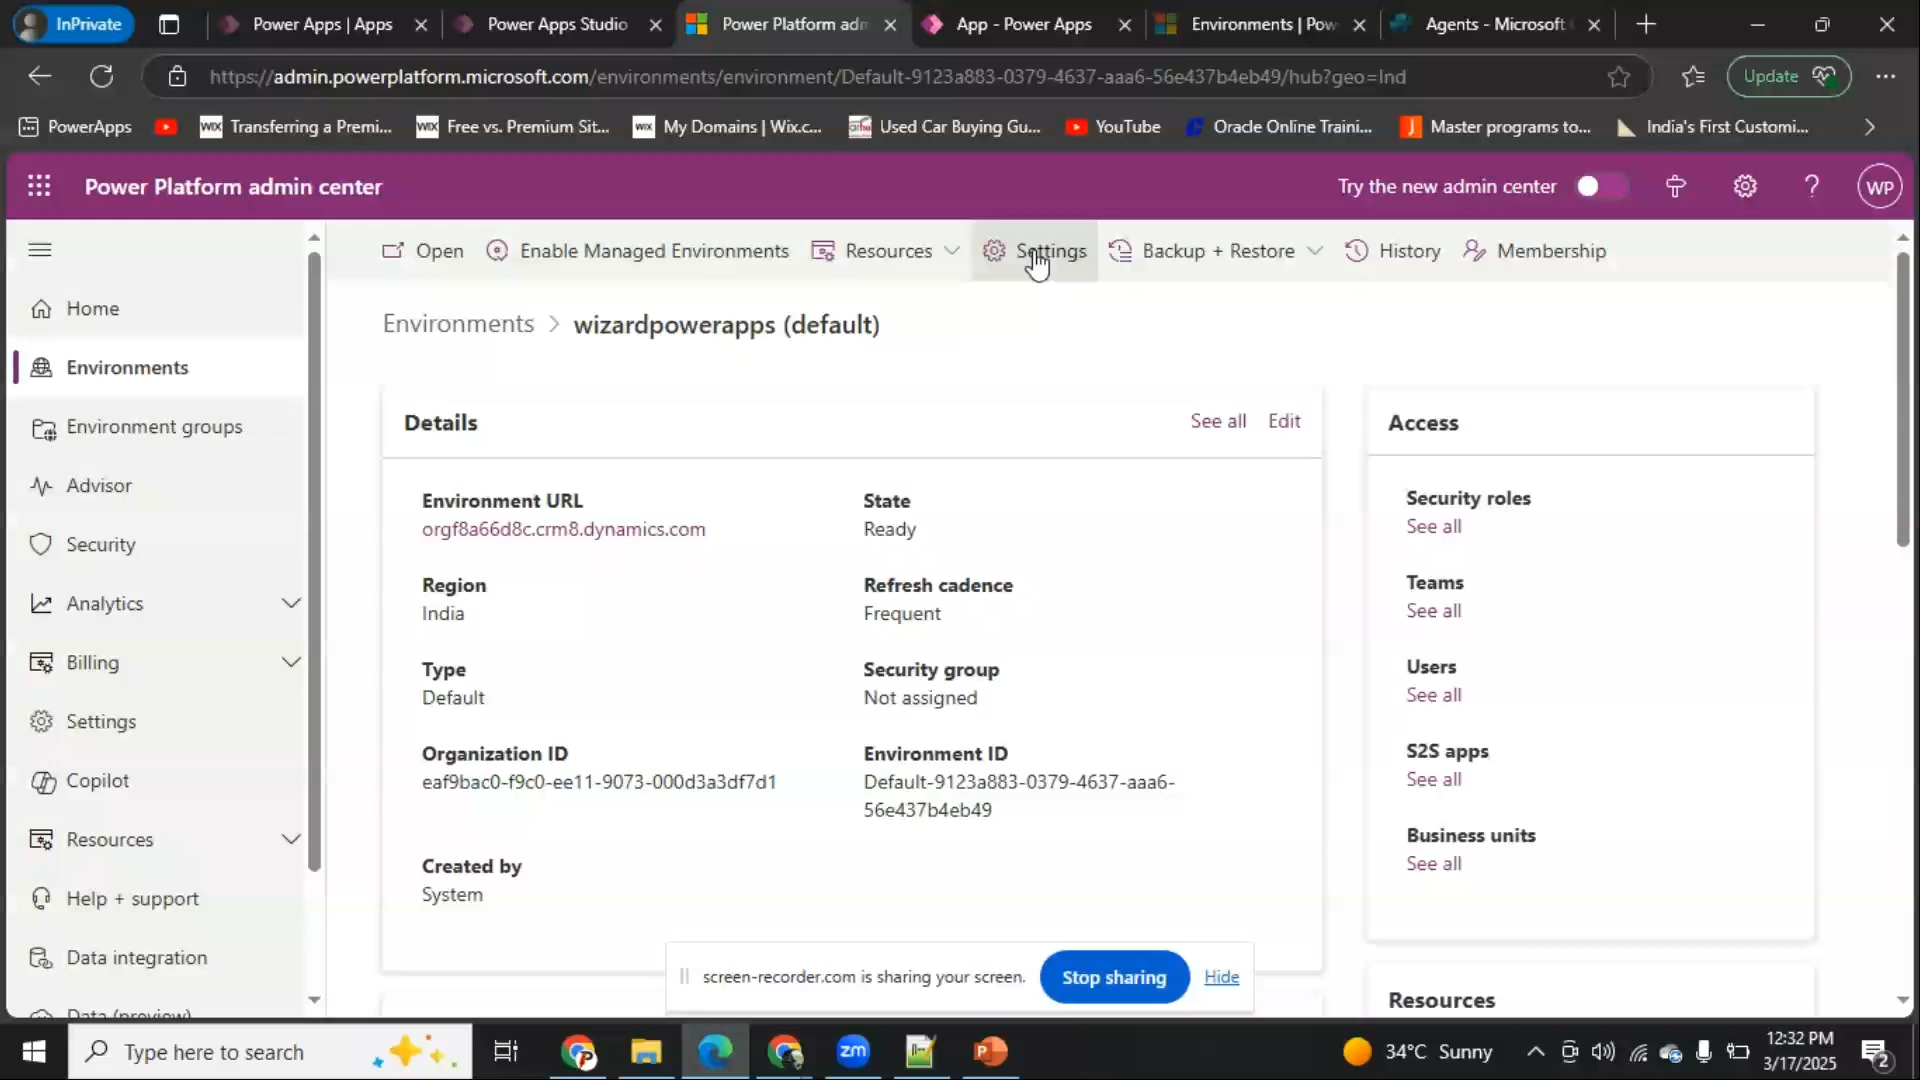 InPrivate
Power Apps | Apps
Power Apps Studio
Power Platform adm
App - Power Apps
Environments | Pow
Agents - Microsoft
https://admin.powerplatform.microsoft.com/environments/environment/Default-9123a883-0379-4637-aaa6-56e437b4eb49/hub?geo=Ind
Update
PowerApps
Transferring a Premi...
Free vs. Premium Sit...
My Domains | Wix.c...
Used Car Buying Gu...
YouTube
Oracle Online Traini...
Master programs to...
India's First Customi...
Power Platform admin center
Try the new admin center
WP
Open
Enable Managed Environments
Resources
Settings
Backup + Restore
History
Membership
Home
Environments
Environment groups
Advisor
Security
Analytics
Billing
Settings
Copilot
Resources
Help + support
Data integration
Data (preview)
Environments > wizardpowerapps (default)
Details
See all
Edit
Environment URL
orgf8a66d8c.crm8.dynamics.com
State
Ready
Region
India
Refresh cadence
Frequent
Type
Default
Security group
Not assigned
Organization ID
eaf9bac0-f9c0-ee11-9073-000d3a3df7d1
Environment ID
Default-9123a883-0379-4637-aaa6-
56e437b4eb49
Created by
System
Access
Security roles
See all
Teams
See all
Users
See all
S2S apps
See all
Business units
See all
Resources
screen-recorder.com is sharing your screen.
Stop sharing
Hide
Type here to search
zm
34°C Sunny
12:32 PM
3/17/2025
2